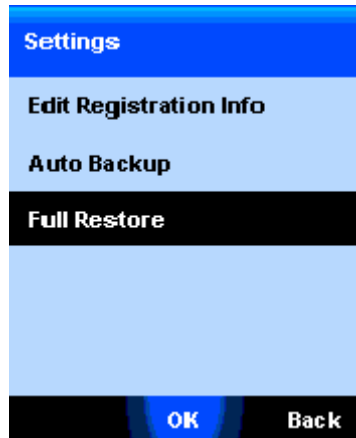 Settings
Edit Registration Info
Auto Backup
Full Restore
OK Back